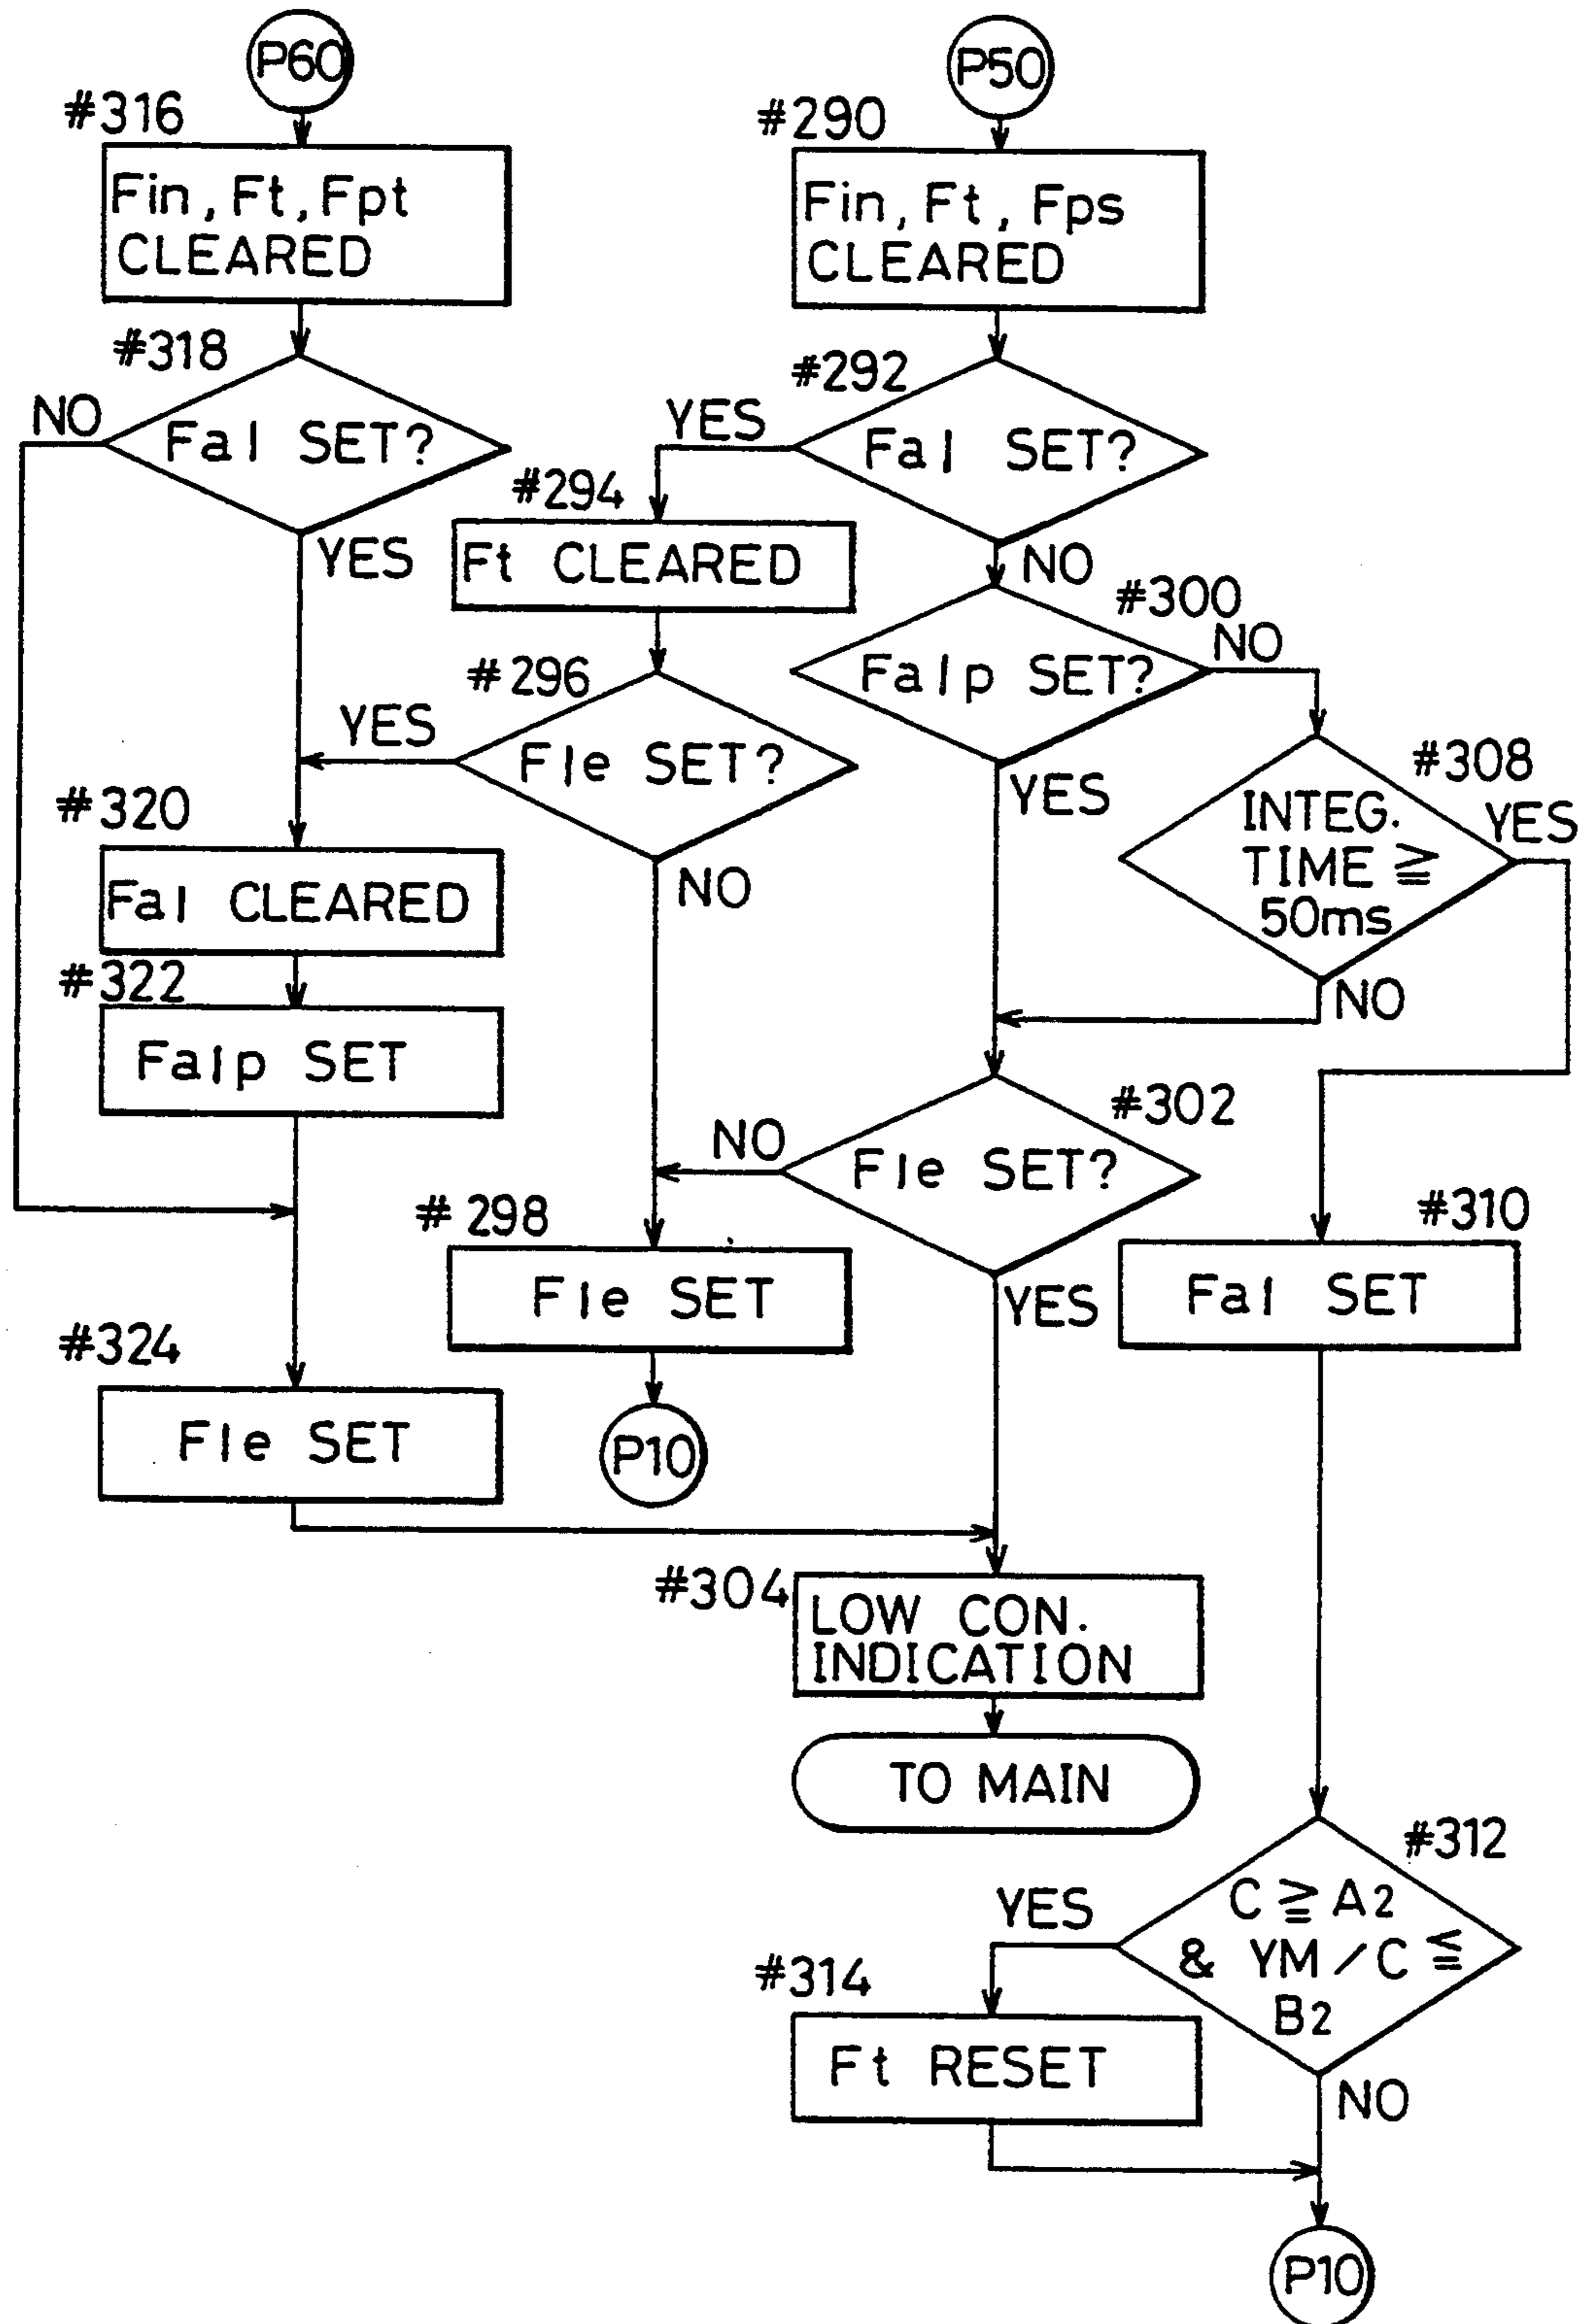 P60
#316
Fin, Ft, Fpt
CLEARED
#318
Fal SET?
NO
YES
#320
Fal CLEARED
#322
Falp SET
#324
Fle SET
P50
#290
Fin, Ft, Fps
CLEARED
#292
Fal SET?
YES
NO
#294
Ft CLEARED
#296
Fle SET?
YES
NO
#298
Fle SET
P10
#300
Falp SET?
NO
YES
#308
INTEG.
TIME ≧
50ms
YES
NO
#302
Fle SET?
NO
YES
#304
LOW CON.
INDICATION
TO MAIN
#310
Fal SET
#312
C ≧ A2
& YM / C ≦
B2
YES
NO
#314
Ft RESET
P10